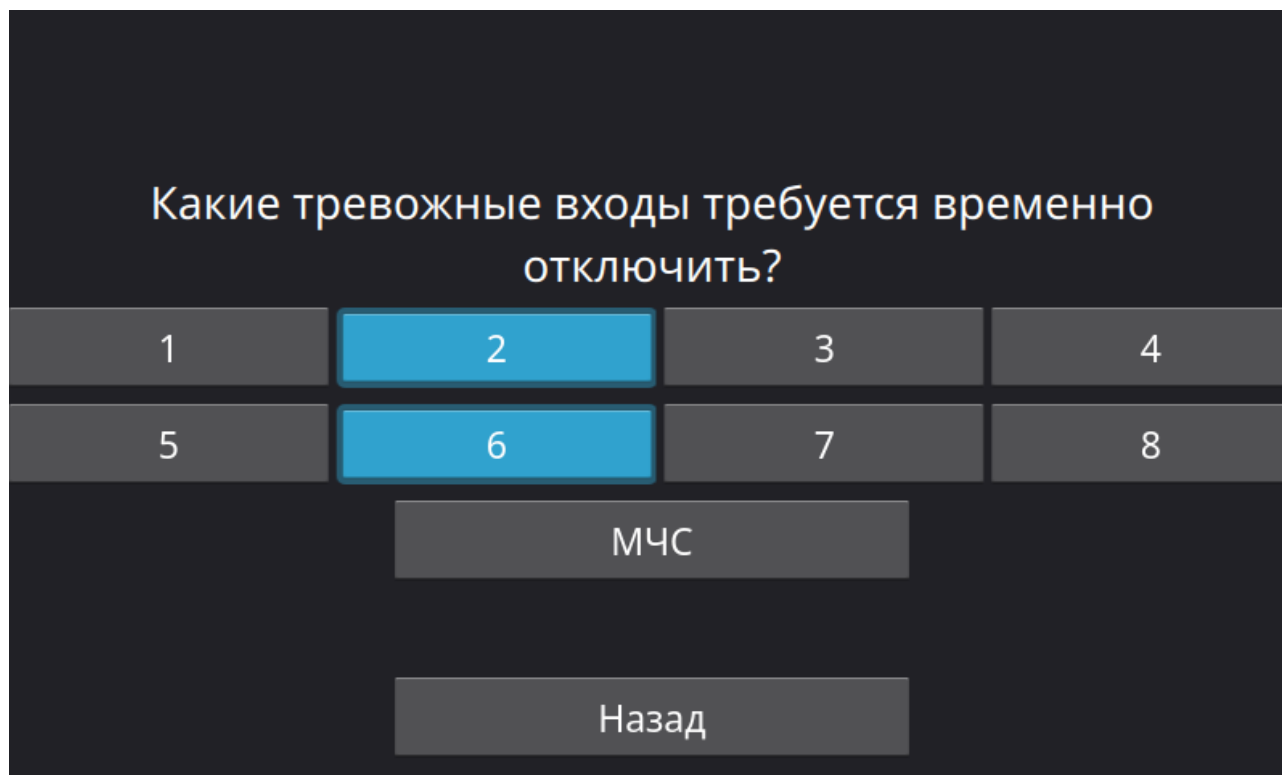 Какие тревожные входы требуется временно
отключить?
1 2 3 4
5 6 7 8
МЧС
Назад